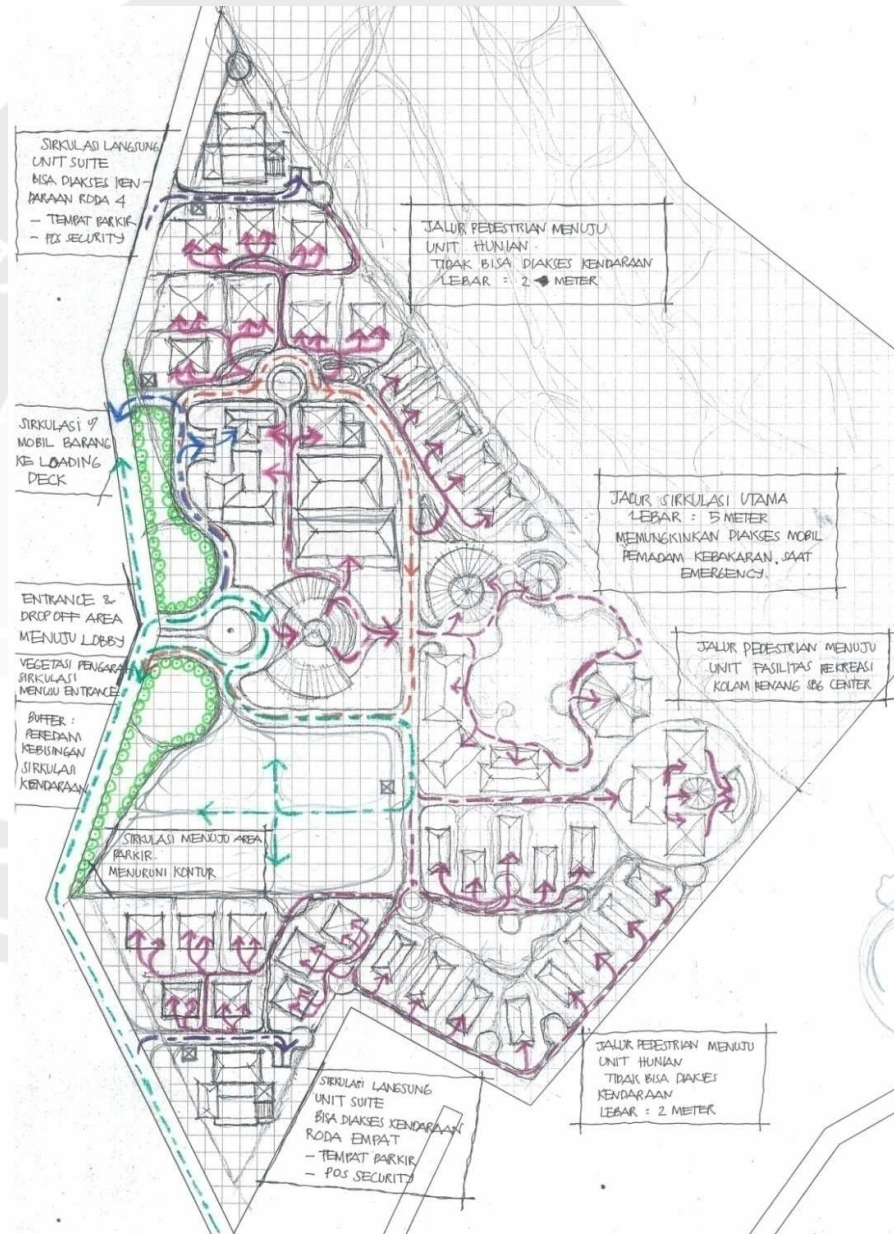 SIRKULASI LANGSUNG
UNIT SUITE
BISA DIAKSES KEN-
DARAAN RODA 4
- TEMPAT PARKIR
- POS SECURITY
JALUR PEDESTRIAN MENUJU
UNIT HUNIAN.
TIDAK BISA DIAKSES KENDARAAN
LEBAR : 2 METER
SIRKULASI
MOBIL BARANG
KE LOADING
DECK
JALUR SIRKULASI UTAMA
LEBAR : 5 METER
MEMUNGKINKAN DIAKSES MOBIL
PEMADAM KEBAKARAN. SAAT
EMERGENCY.
ENTRANCE &
DROP OFF AREA
MENUJU LOBBY
VEGETASI PENGARAH
SIRKULASI
MENUJU ENTRANCE
JALUR PEDESTRIAN MENUJU
UNIT FASILITAS REKREASI
KOLAM RENANG CENTER
BUFFER :
PEREDAM
KEBISINGAN
SIRKULASI
KENDARAAN
SIRKULASI MENUJU AREA
PARKIR.
MENURUNI KONTUR
SIRKULASI LANGSUNG
UNIT SUITE
BISA DIAKSES KENDARAAN
RODA EMPAT
- TEMPAT PARKIR
- POS SECURITY
JALUR PEDESTRIAN MENUJU
UNIT HUNIAN
TIDAK BISA DIAKSES
KENDARAAN
LEBAR : 2 METER